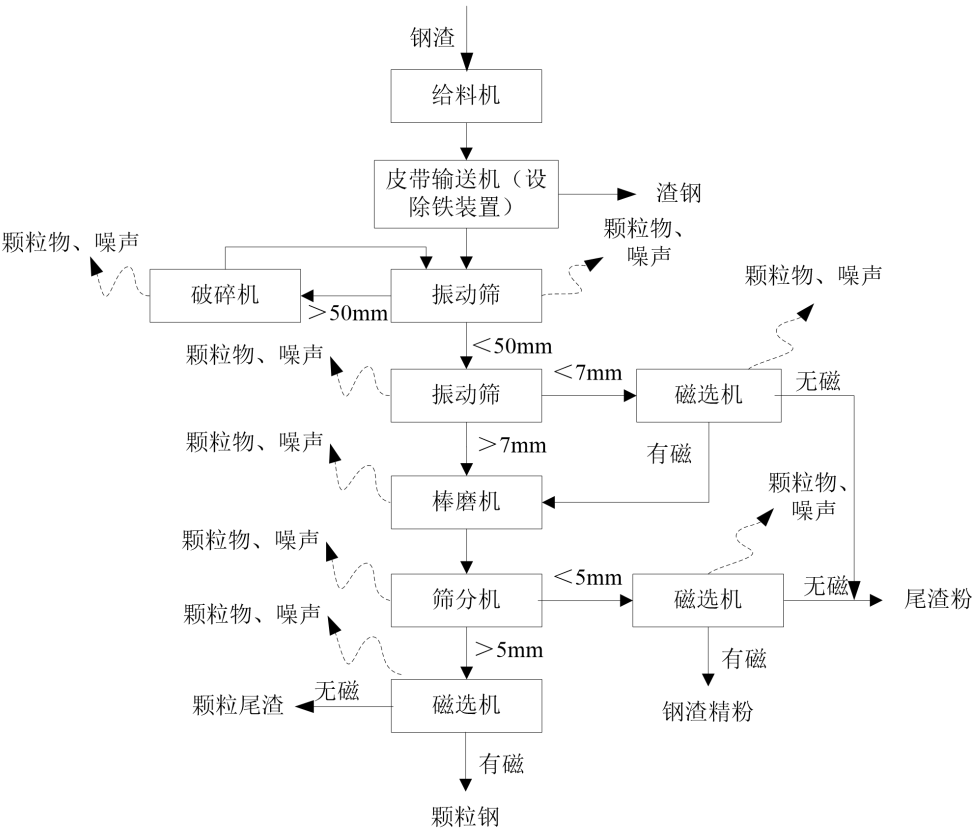 钢渣
给料机
皮带输送机（设
除铁装置）
渣钢
颗粒物、噪声
颗粒物、
噪声
破碎机
＞50mm
振动筛
颗粒物、噪声
＜50mm
颗粒物、噪声
振动筛
＜7mm
磁选机
无磁
＞7mm
有磁
颗粒物、噪声
棒磨机
颗粒物、
噪声
颗粒物、噪声
筛分机
＜5mm
磁选机
无磁
尾渣粉
颗粒物、噪声
＞5mm
有磁
钢渣精粉
颗粒尾渣
无磁
磁选机
有磁
颗粒钢